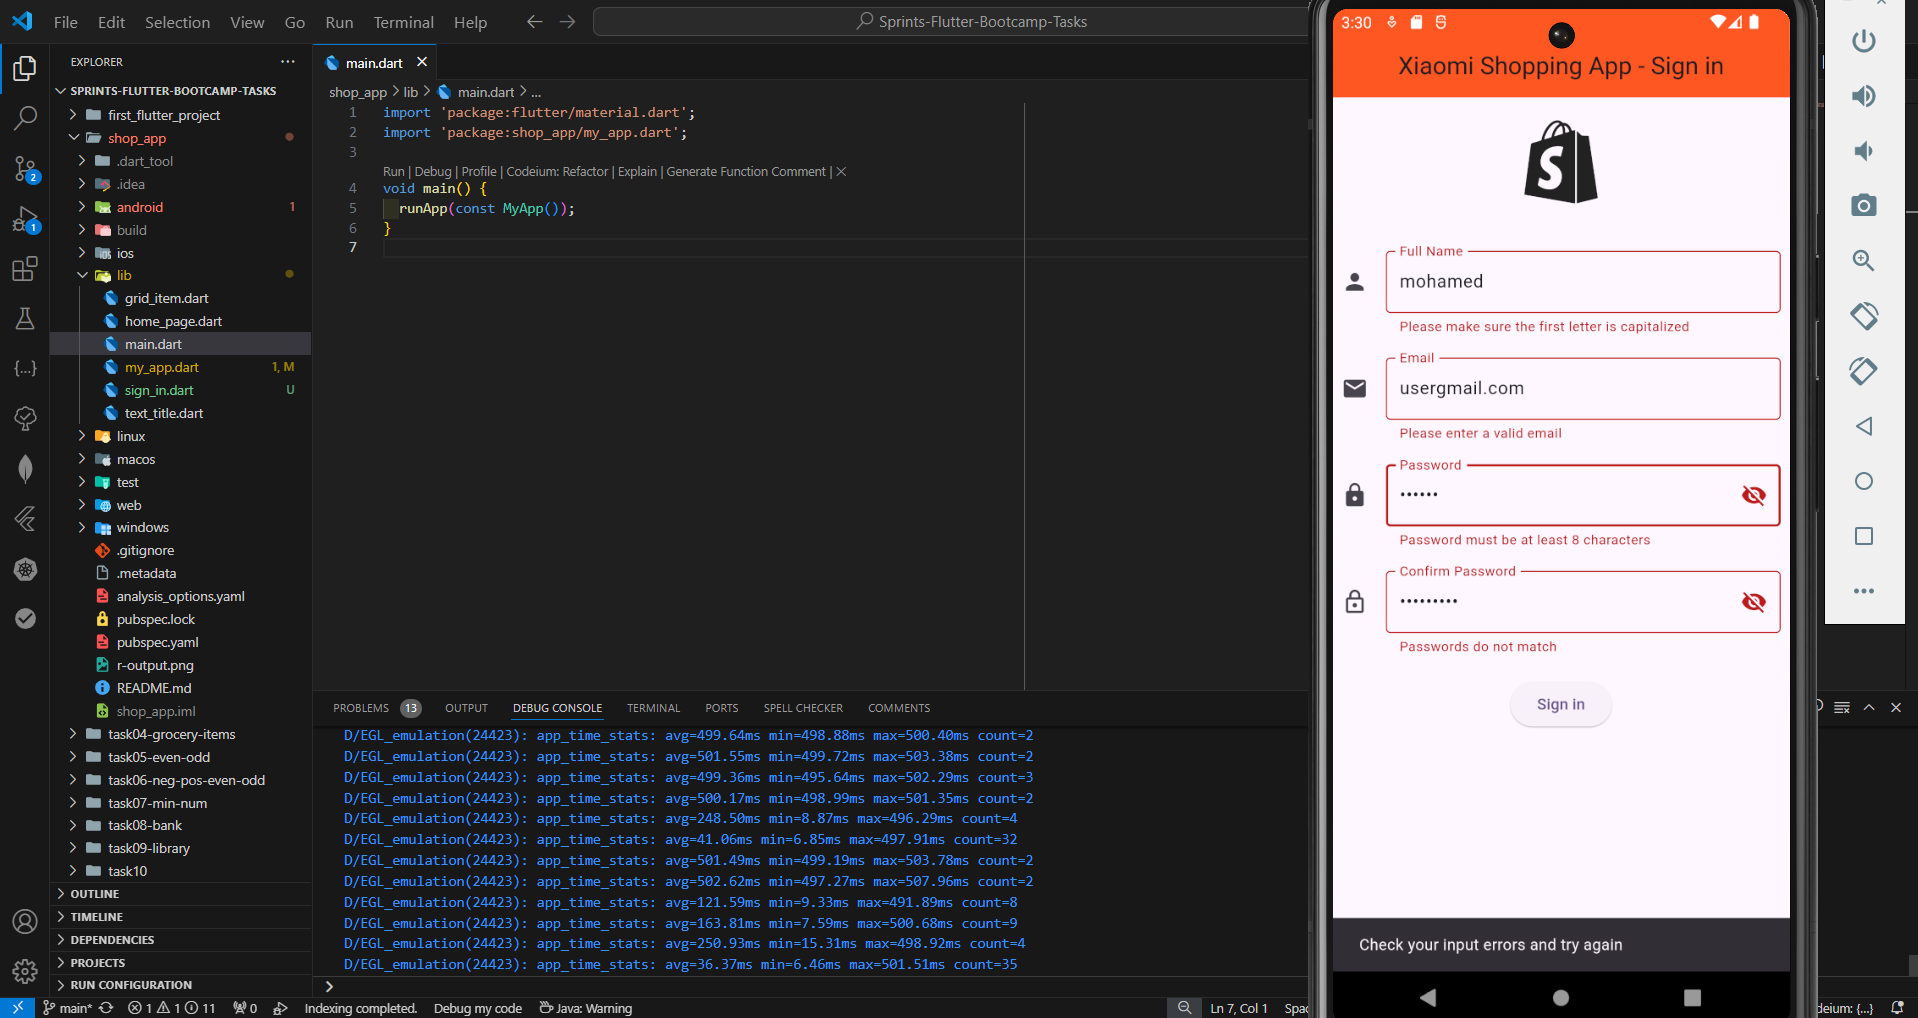 File Edit Selection View Go Run Terminal Help
Sprints-Flutter-Bootcamp-Tasks
EXPLORER
SPRINTS-FLUTTER-BOOTCAMP-TASKS
first_flutter_project
shop_app
.dart_tool
.idea
android 1
build
ios
lib
grid_item.dart
home_page.dart
main.dart
my_app.dart 1, M
sign_in.dart U
text_title.dart
linux
macos
test
web
windows
.gitignore
.metadata
analysis_options.yaml
pubspec.lock
pubspec.yaml
r-output.png
README.md
shop_app.iml
task04-grocery-items
task05-even-odd
task06-neg-pos-even-odd
task07-min-num
task08-bank
task09-library
task10
OUTLINE
TIMELINE
DEPENDENCIES
PROJECTS
RUN CONFIGURATION
2
1
main.dart
shop_app > lib > main.dart > ...
1 import 'package:flutter/material.dart';
2 import 'package:shop_app/my_app.dart';
3
Run | Debug | Profile | Codeium: Refactor | Explain | Generate Function Comment | X
4 void main() {
5 runApp(const MyApp());
6 }
7
PROBLEMS 13 OUTPUT DEBUG CONSOLE TERMINAL PORTS SPELL CHECKER COMMENTS
D/EGL_emulation(24423): app_time_stats: avg=499.64ms min=498.88ms max=500.40ms count=2
D/EGL_emulation(24423): app_time_stats: avg=501.55ms min=499.72ms max=503.38ms count=2
D/EGL_emulation(24423): app_time_stats: avg=499.36ms min=495.64ms max=502.29ms count=3
D/EGL_emulation(24423): app_time_stats: avg=500.17ms min=498.99ms max=501.35ms count=2
D/EGL_emulation(24423): app_time_stats: avg=248.50ms min=8.87ms max=496.29ms count=4
D/EGL_emulation(24423): app_time_stats: avg=41.06ms min=6.85ms max=497.91ms count=32
D/EGL_emulation(24423): app_time_stats: avg=501.49ms min=499.19ms max=503.78ms count=2
D/EGL_emulation(24423): app_time_stats: avg=502.62ms min=497.27ms max=507.96ms count=2
D/EGL_emulation(24423): app_time_stats: avg=121.59ms min=9.33ms max=491.89ms count=8
D/EGL_emulation(24423): app_time_stats: avg=163.81ms min=7.59ms max=500.68ms count=9
D/EGL_emulation(24423): app_time_stats: avg=250.93ms min=15.31ms max=498.92ms count=4
D/EGL_emulation(24423): app_time_stats: avg=36.37ms min=6.46ms max=501.51ms count=35
main* 1 1 11 0 Indexing completed. Debug my code Java: Warning Ln 7, Col 1
3:30
Xiaomi Shopping App - Sign in
S
Full Name
mohamed
Please make sure the first letter is capitalized
Email
usergmail.com
Please enter a valid email
Password
••••••
Password must be at least 8 characters
Confirm Password
•••••••••
Passwords do not match
Sign in
Check your input errors and try again